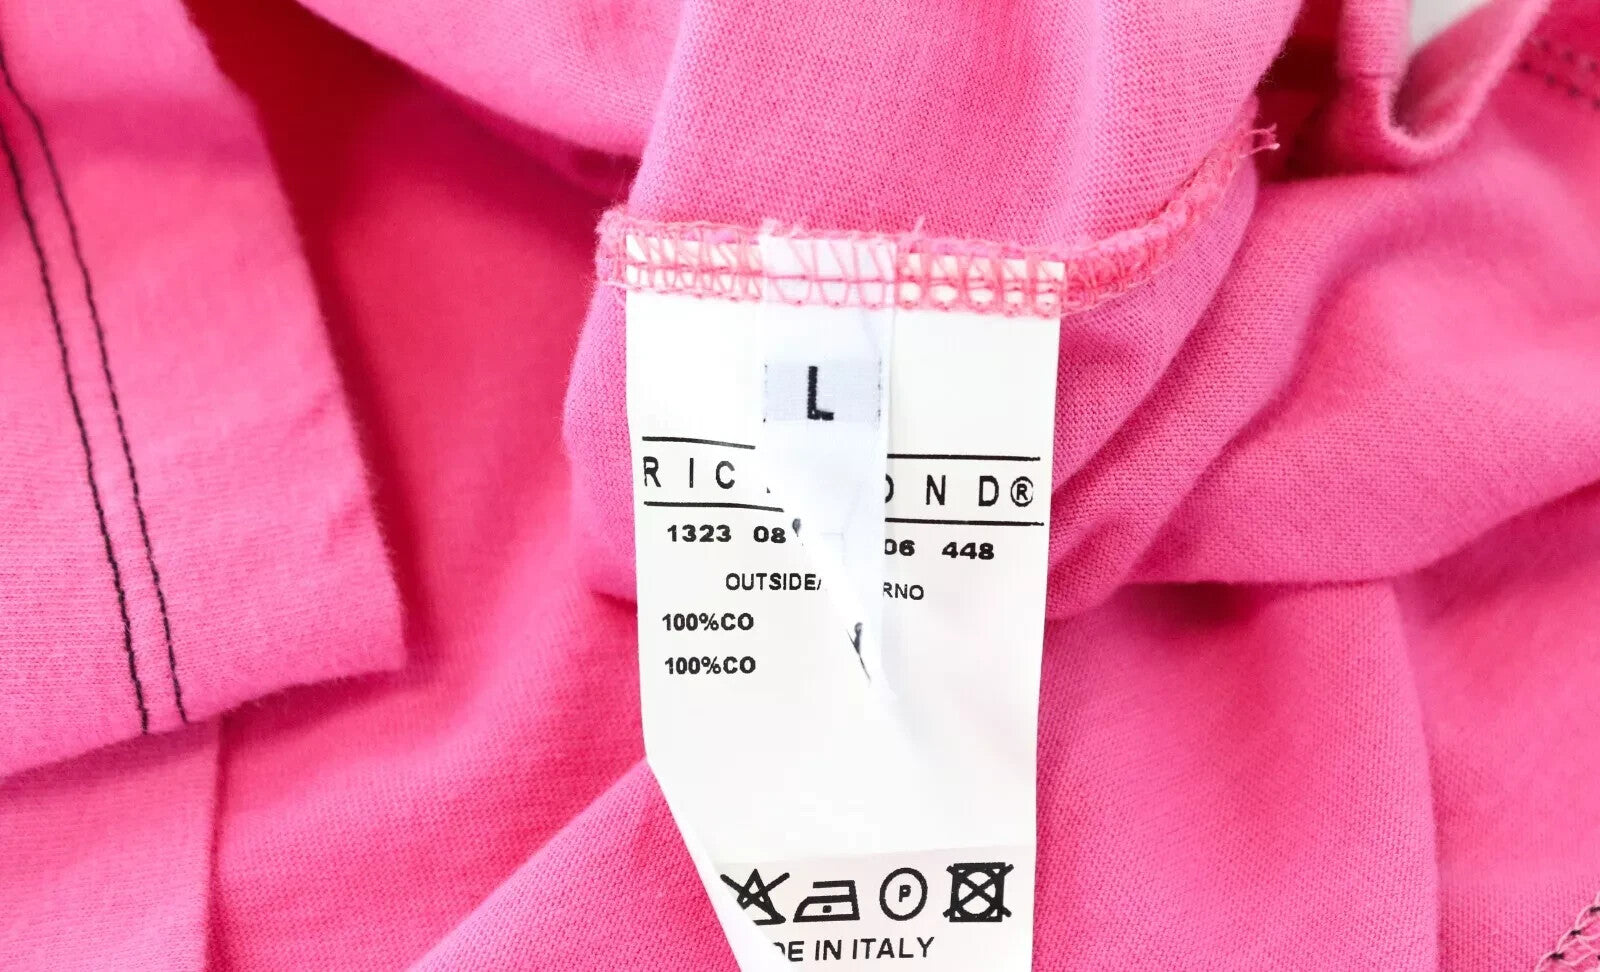 L
RIC OND®
1323 08 06 448
OUTSIDE/ RNO
100%CO
100%CO
P
DE IN ITALY